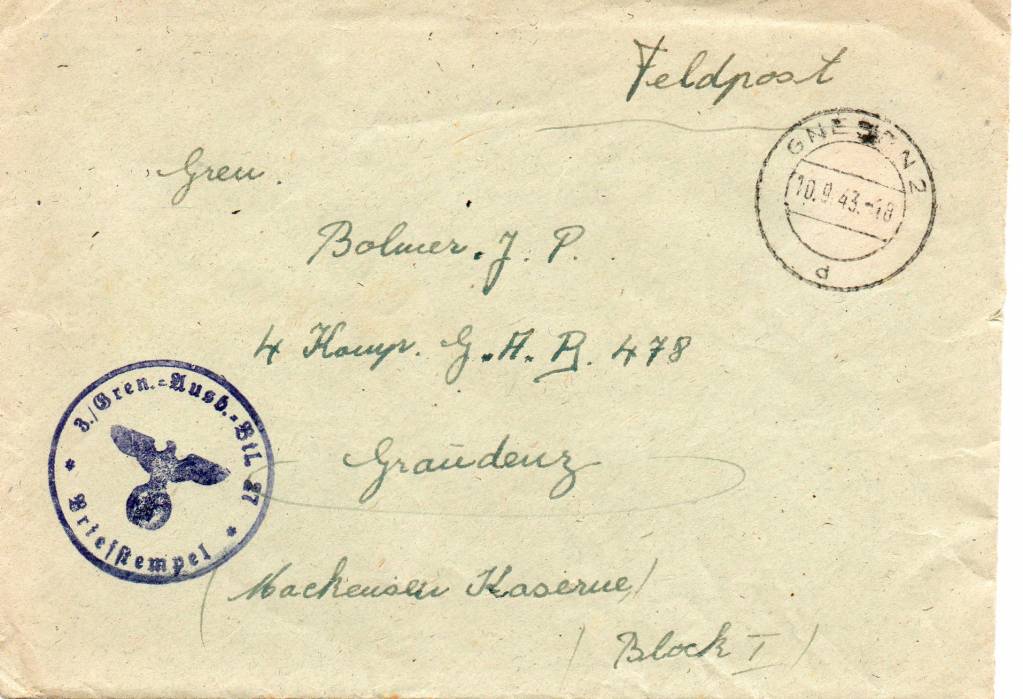 Feldpost
GNESEN 2
10.9.43.-18
d
Gren.
Bolmer. J. P.
4 Komp. G.A.B. 478
Graudenz
(Mackensen Kaserne)
(Block I)
3./Gren.-Ausb.-Btl. 27
* Briefstempel *